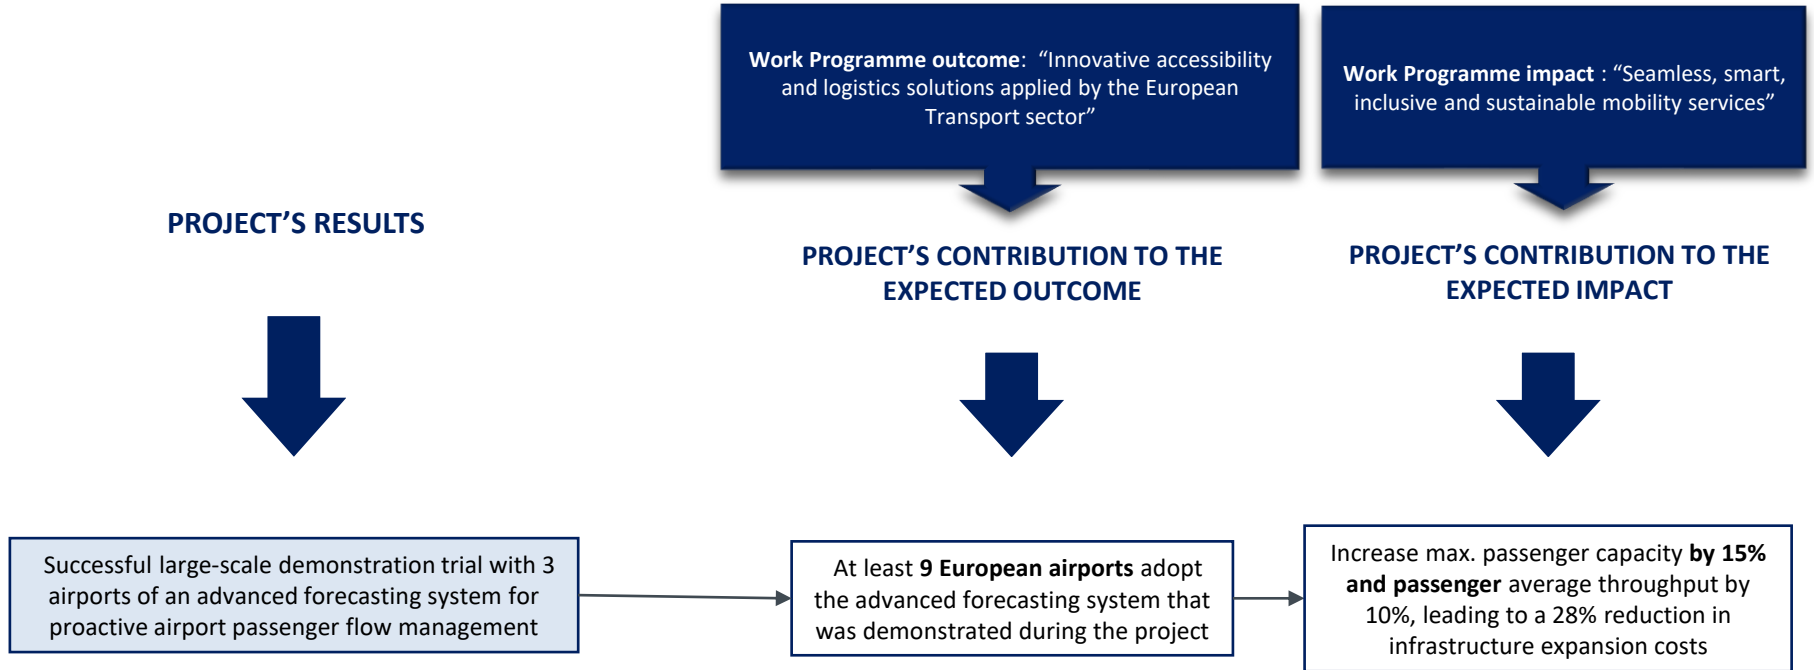 Work Programme outcome:  “Innovative accessibility
and logistics solutions applied by the European
Transport sector”
Work Programme impact : “Seamless, smart,
inclusive and sustainable mobility services”
PROJECT’S RESULTS
PROJECT’S CONTRIBUTION TO THE
EXPECTED OUTCOME
PROJECT’S CONTRIBUTION TO THE
EXPECTED IMPACT
Successful large-scale demonstration trial with 3
airports of an advanced forecasting system for
proactive airport passenger flow management
At least 9 European airports adopt
the advanced forecasting system that
was demonstrated during the project
Increase max. passenger capacity by 15%
and passenger average throughput by
10%, leading to a 28% reduction in
infrastructure expansion costs